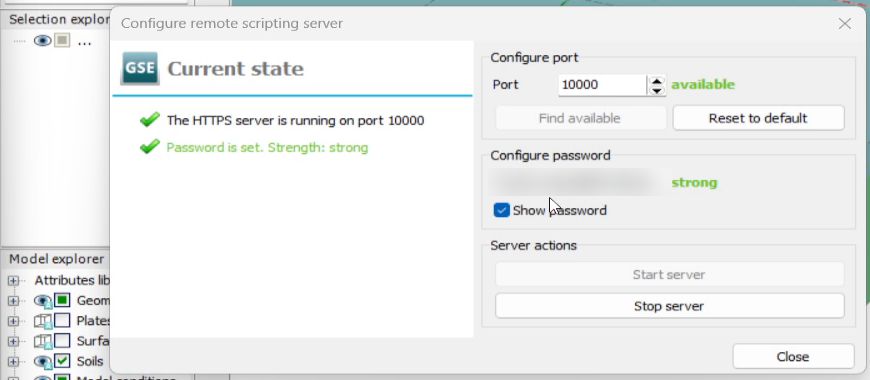 Selection explor
...
Configure remote scripting server
GSE Current state
The HTTPS server is running on port 10000
Password is set. Strength: strong
Configure port
Port 10000 available
Find available Reset to default
Configure password
strong
Show password
Server actions
Start server
Stop server
Close
Model explorer
Attributes lib
Geom
Plates
Surfa
Soils
Model conditions